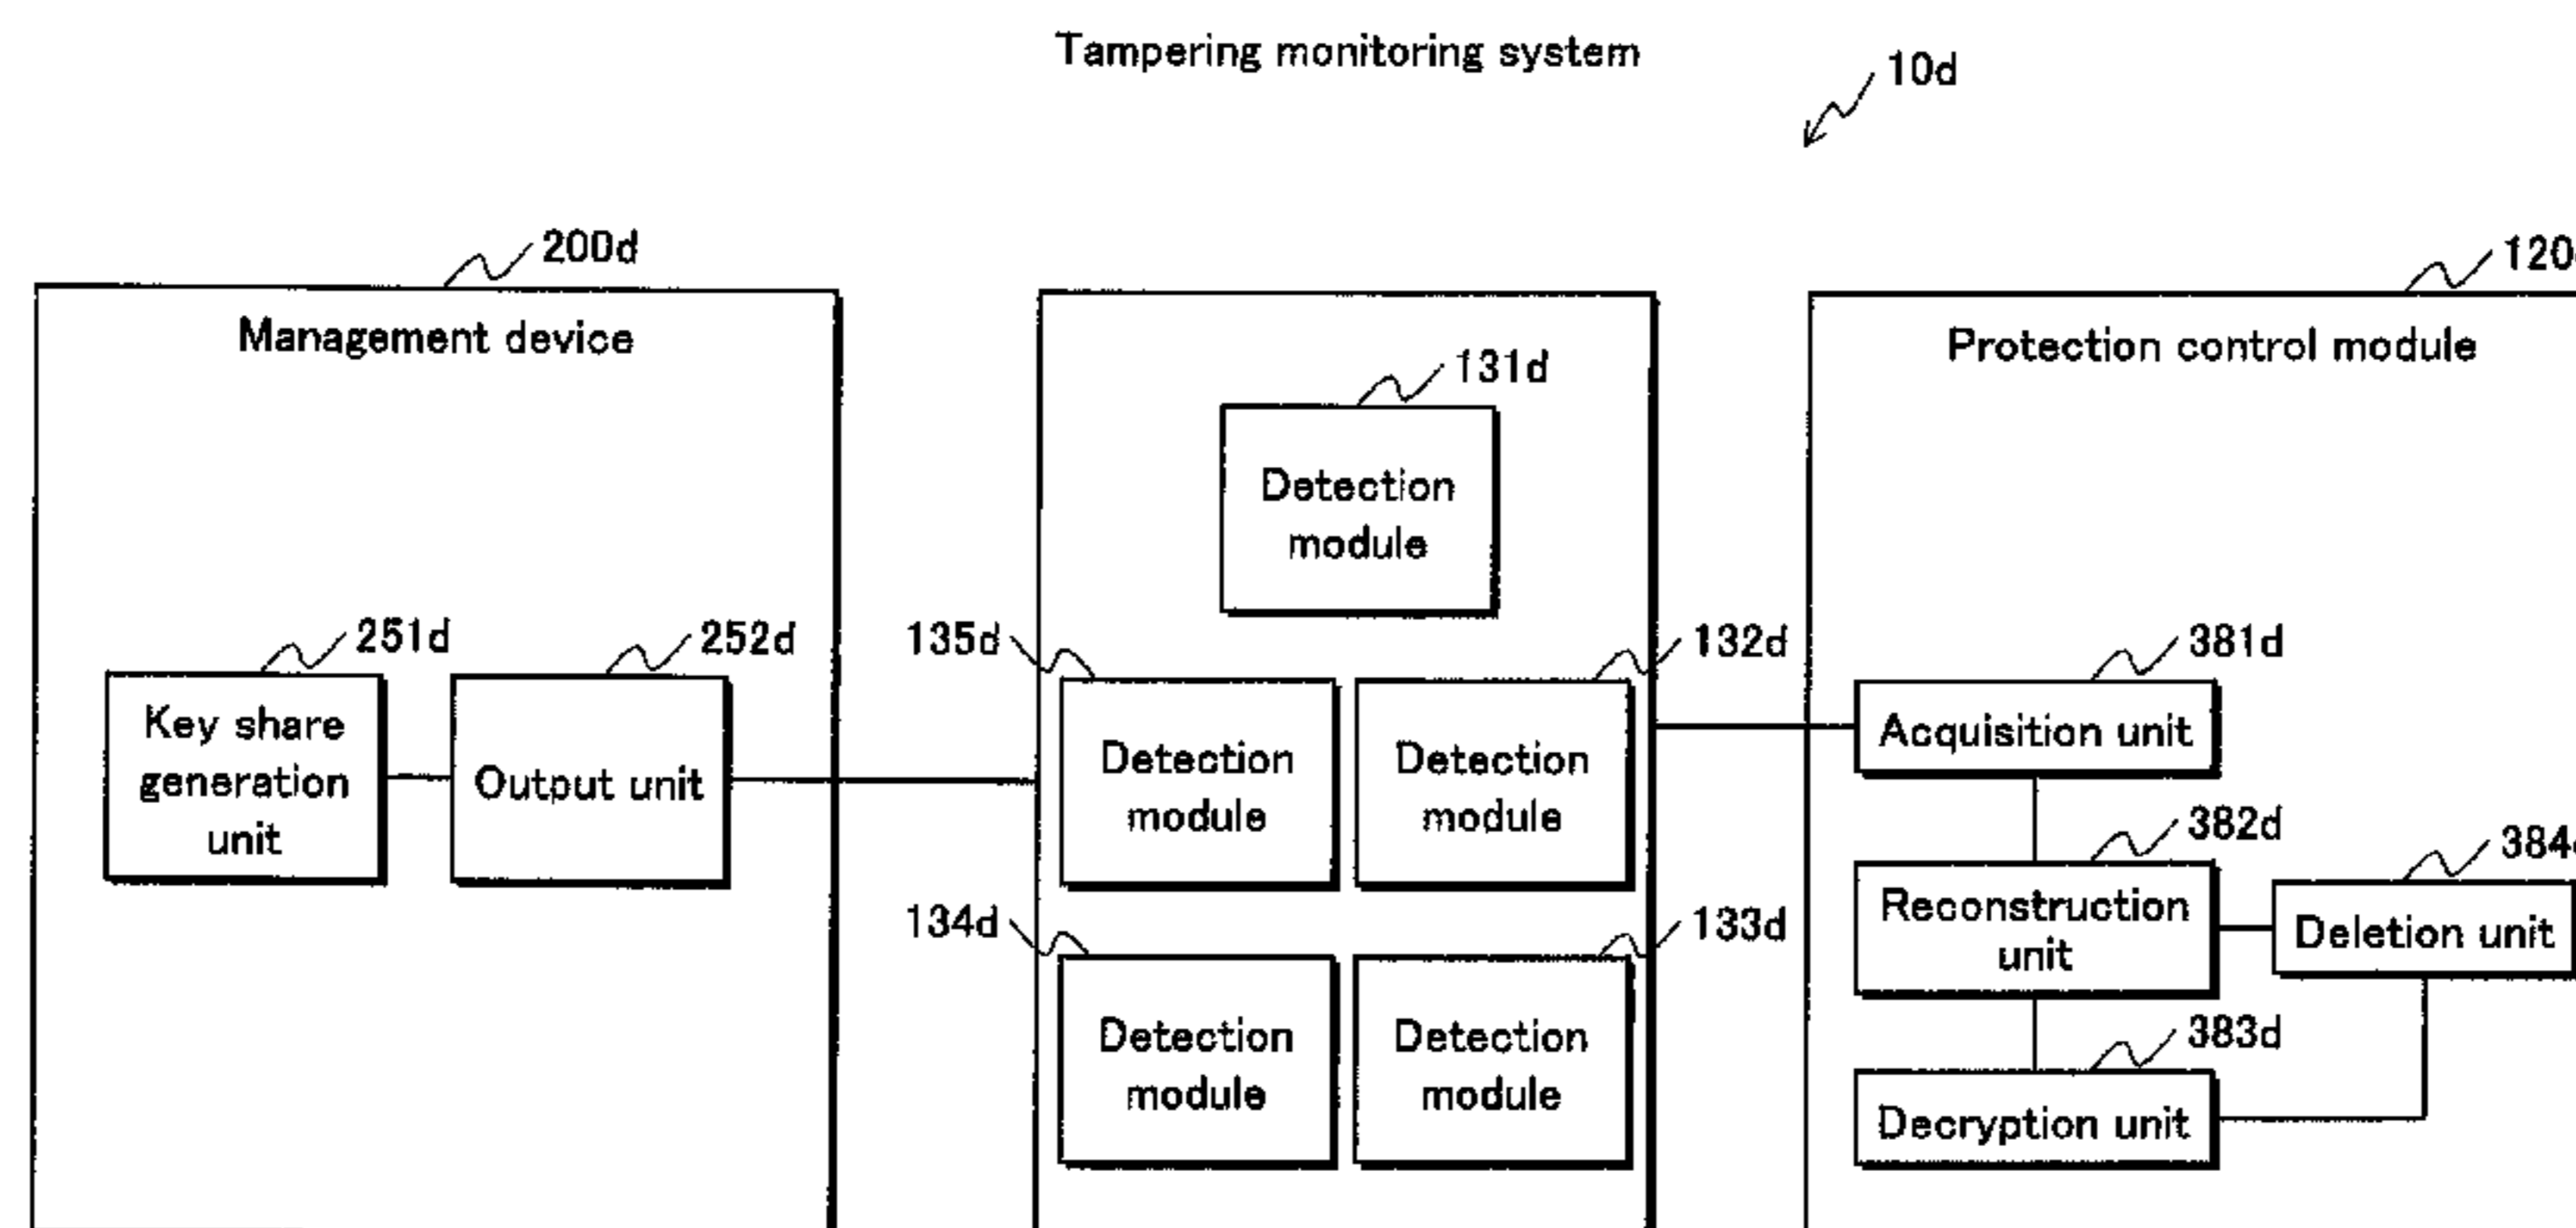 Tampering monitoring system
10d
200d
Management device
251d
Key share
generation
unit
252d
Output unit
131d
Detection
module
135d
Detection
module
132d
Detection
module
134d
Detection
module
133d
Detection
module
120
Protection control module
381d
Acquisition unit
382d
Reconstruction
unit
384
Deletion unit
383d
Decryption unit